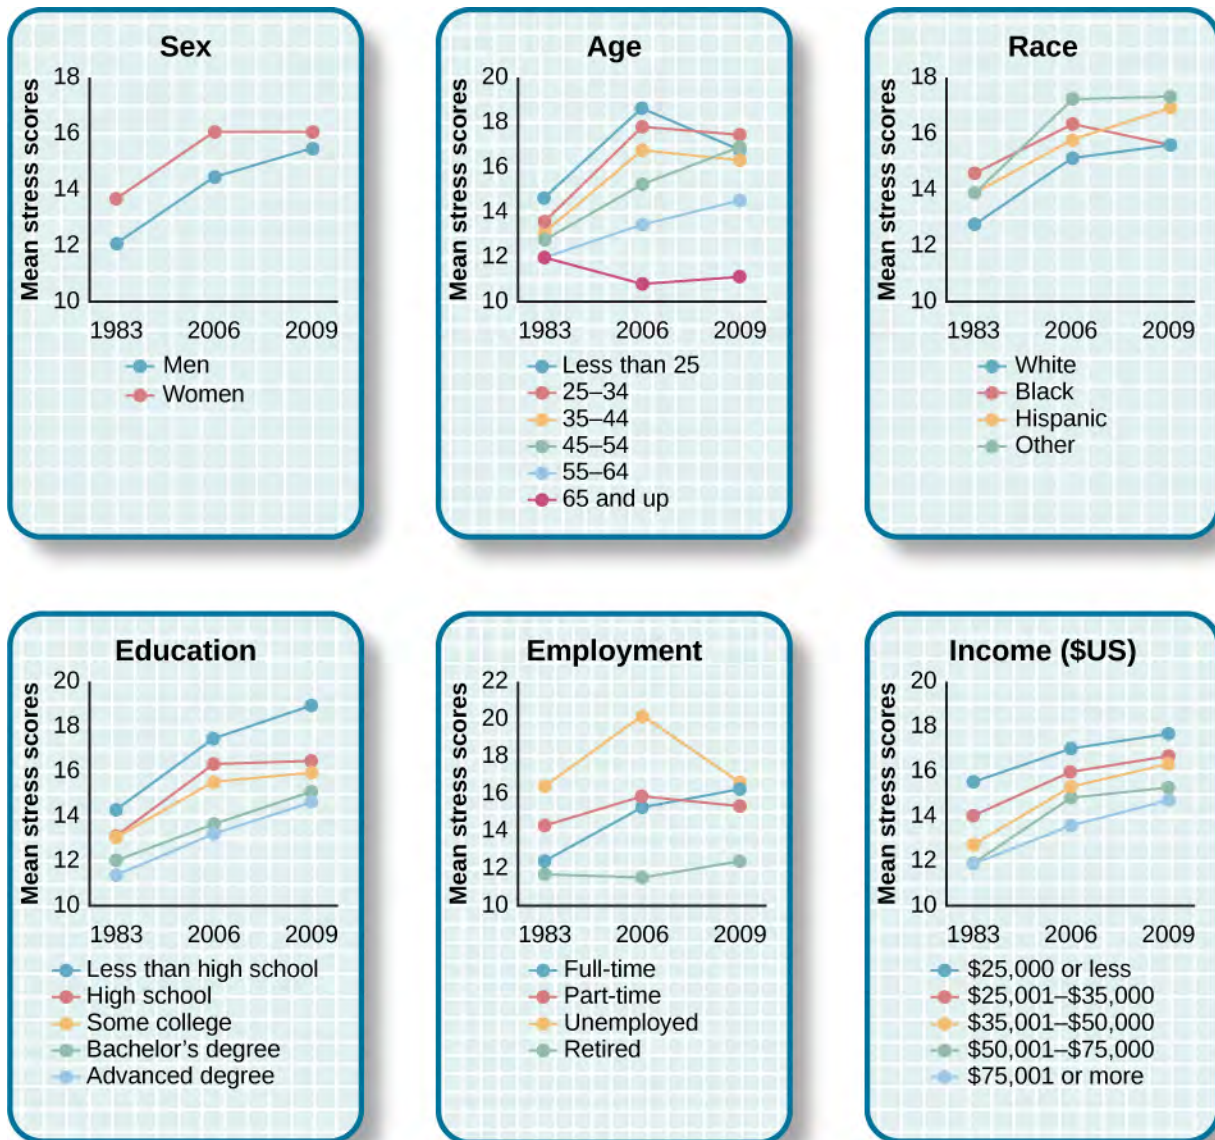 Sex
Mean stress scores
18
16
14
12
10
1983 2006 2009
Men
Women
Age
Mean stress scores
20
18
16
14
12
10
1983 2006 2009
Less than 25
25–34
35–44
45–54
55–64
65 and up
Race
Mean stress scores
18
16
14
12
10
1983 2006 2009
White
Black
Hispanic
Other
Education
Mean stress scores
20
18
16
14
12
10
1983 2006 2009
Less than high school
High school
Some college
Bachelor’s degree
Advanced degree
Employment
Mean stress scores
22
20
18
16
14
12
10
1983 2006 2009
Full-time
Part-time
Unemployed
Retired
Income ($US)
Mean stress scores
20
18
16
14
12
10
1983 2006 2009
$25,000 or less
$25,001–$35,000
$35,001–$50,000
$50,001–$75,000
$75,001 or more